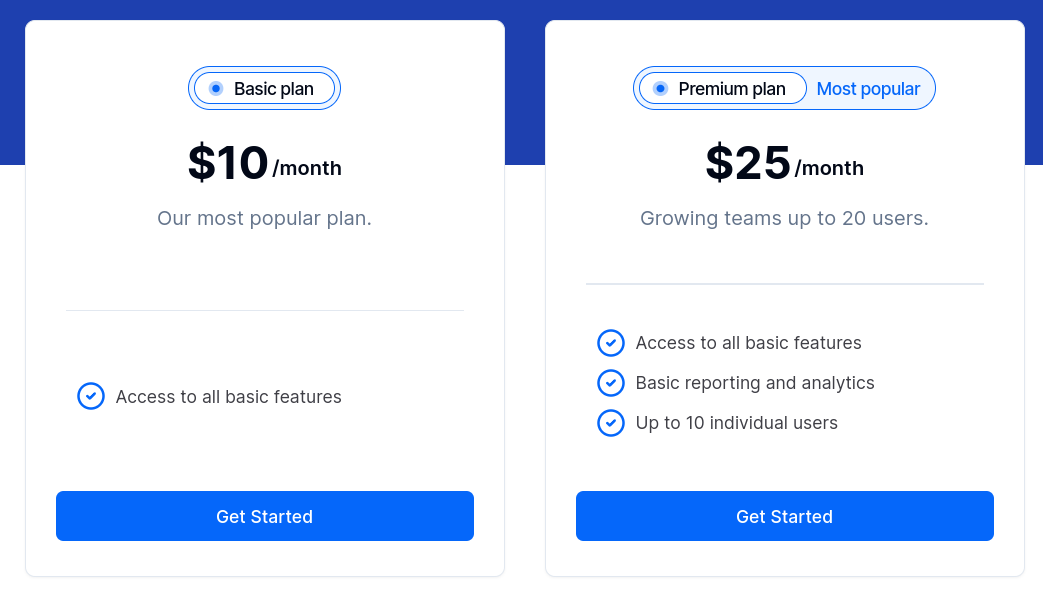 Basic plan
$10/month
Our most popular plan.
Access to all basic features
Get Started
Premium plan Most popular
$25/month
Growing teams up to 20 users.
Access to all basic features
Basic reporting and analytics
Up to 10 individual users
Get Started